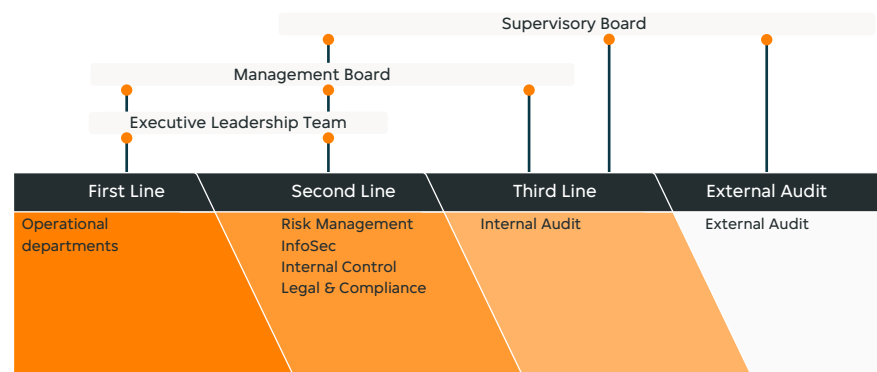 Supervisory Board
Management Board
Executive Leadership Team
First Line
Second Line
Third Line
External Audit
Operational
departments
Risk Management
InfoSec
Internal Control
Legal & Compliance
Internal Audit
External Audit